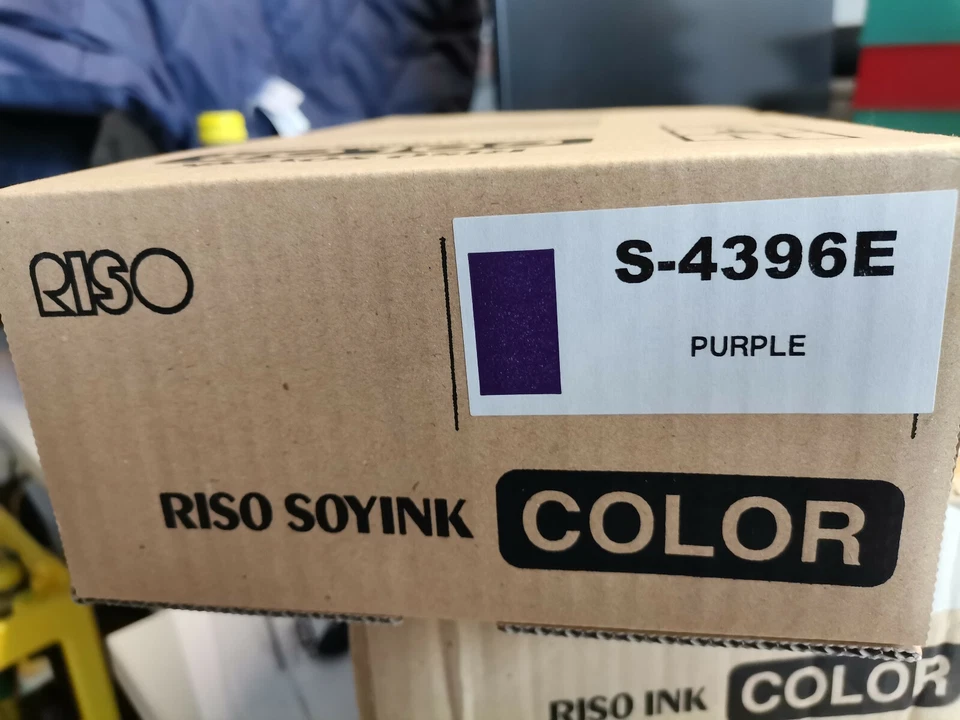 RISO
S-4396E
PURPLE
RISO SOYINK COLOR
RISO INK COLOR